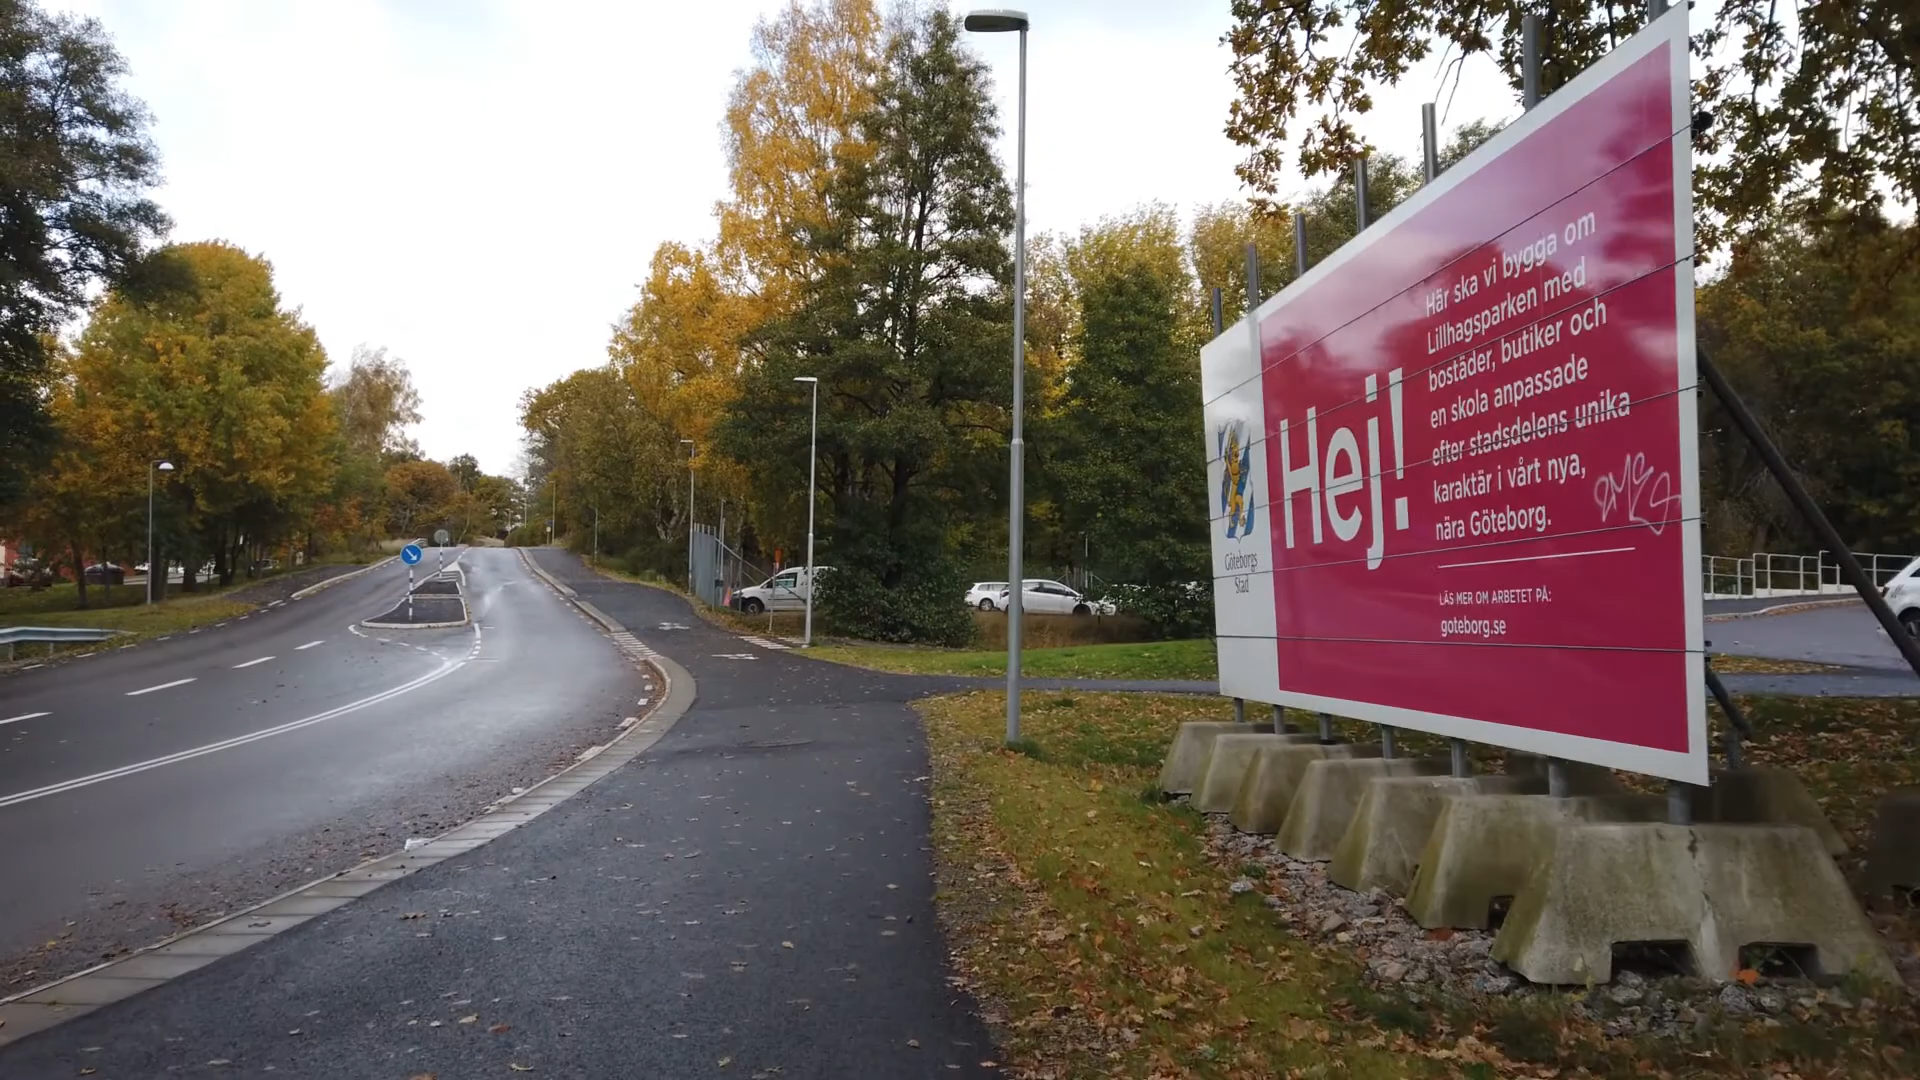 Hej!
Här ska vi bygga om
Lillhagsparken med
bostäder, butiker och
en skola anpassade
efter stadsdelens unika
karaktär i vårt nya,
nära Göteborg.
LÄS MER OM ARBETET PÅ:
goteborg.se
Göteborgs
Stad